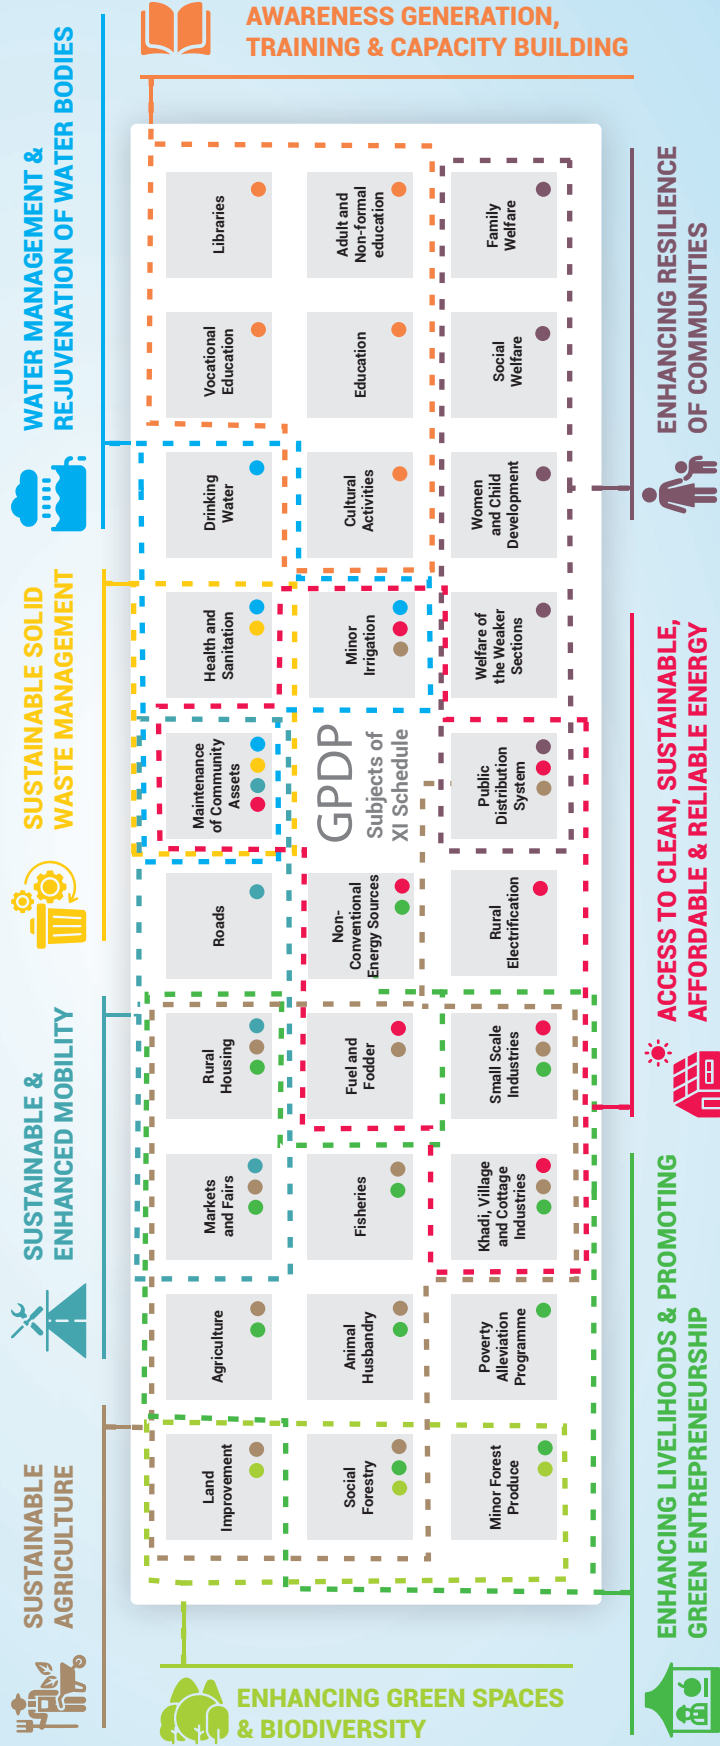 AWARENESS GENERATION,
TRAINING & CAPACITY BUILDING
SUSTAINABLE
AGRICULTURE
SUSTAINABLE &
ENHANCED MOBILITY
SUSTAINABLE SOLID
WASTE MANAGEMENT
WATER MANAGEMENT &
REJUVENATION OF WATER BODIES
Land
Improvement
Agriculture
Markets
and Fairs
Rural
Housing
Roads
Maintenance
of Community
Assets
Health and
Sanitation
Drinking
Water
Vocational
Education
Libraries
Social
Forestry
Animal
Husbandry
Fisheries
Fuel and
Fodder
Non-
Conventional
Energy Sources
GPDP
Subjects of
XI Schedule
Minor
Irrigation
Cultural
Activities
Education
Adult and
Non-formal
education
Minor Forest
Produce
Poverty
Alleviation
Programme
Khadi, Village
and Cottage
Industries
Small Scale
Industries
Rural
Electrification
Public
Distribution
System
Welfare of
the Weaker
Sections
Women
and Child
Development
Social
Welfare
Family
Welfare
ENHANCING LIVELIHOODS & PROMOTING
GREEN ENTREPRENEURSHIP
ACCESS TO CLEAN, SUSTAINABLE,
AFFORDABLE & RELIABLE ENERGY
ENHANCING RESILIENCE
OF COMMUNITIES
ENHANCING GREEN SPACES
& BIODIVERSITY